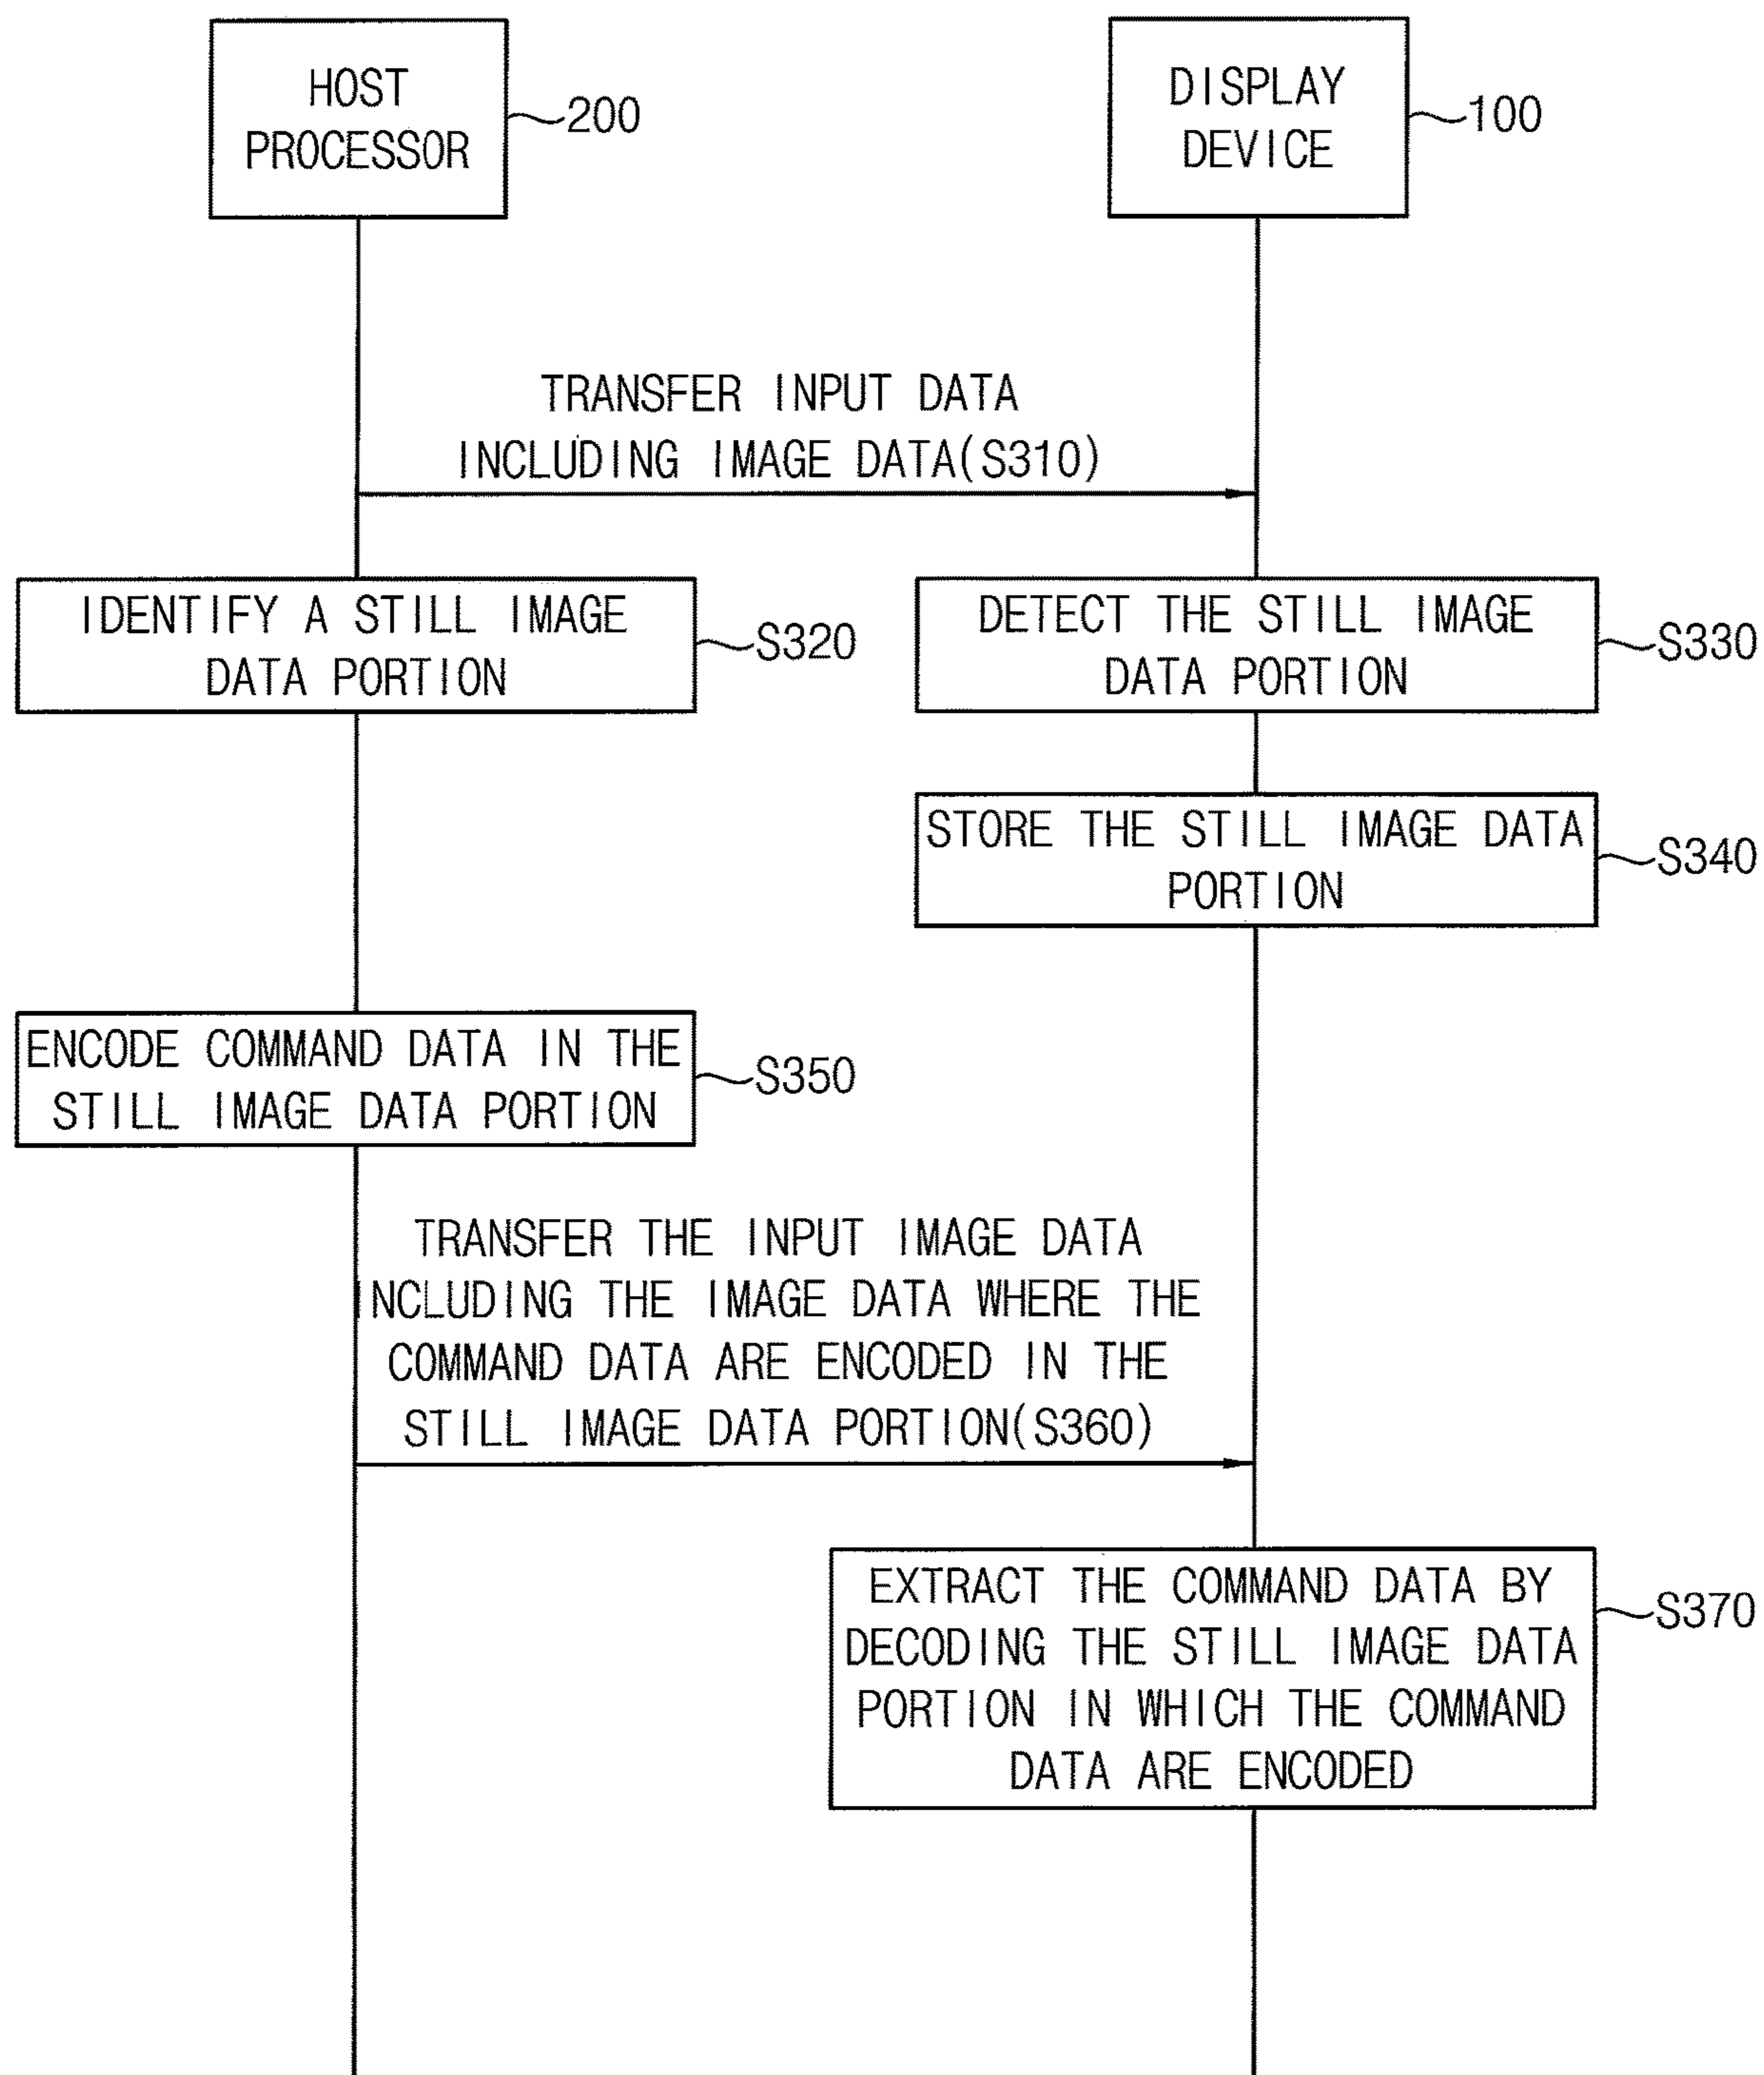 HOST
PROCESSOR
200
DISPLAY
DEVICE
100
TRANSFER INPUT DATA
INCLUDING IMAGE DATA(S310)
IDENTIFY A STILL IMAGE
DATA PORTION
S320
DETECT THE STILL IMAGE
DATA PORTION
S330
STORE THE STILL IMAGE DATA
PORTION
S340
ENCODE COMMAND DATA IN THE
STILL IMAGE DATA PORTION
S350
TRANSFER THE INPUT IMAGE DATA
INCLUDING THE IMAGE DATA WHERE THE
COMMAND DATA ARE ENCODED IN THE
STILL IMAGE DATA PORTION(S360)
EXTRACT THE COMMAND DATA BY
DECODING THE STILL IMAGE DATA
PORTION IN WHICH THE COMMAND
DATA ARE ENCODED
S370